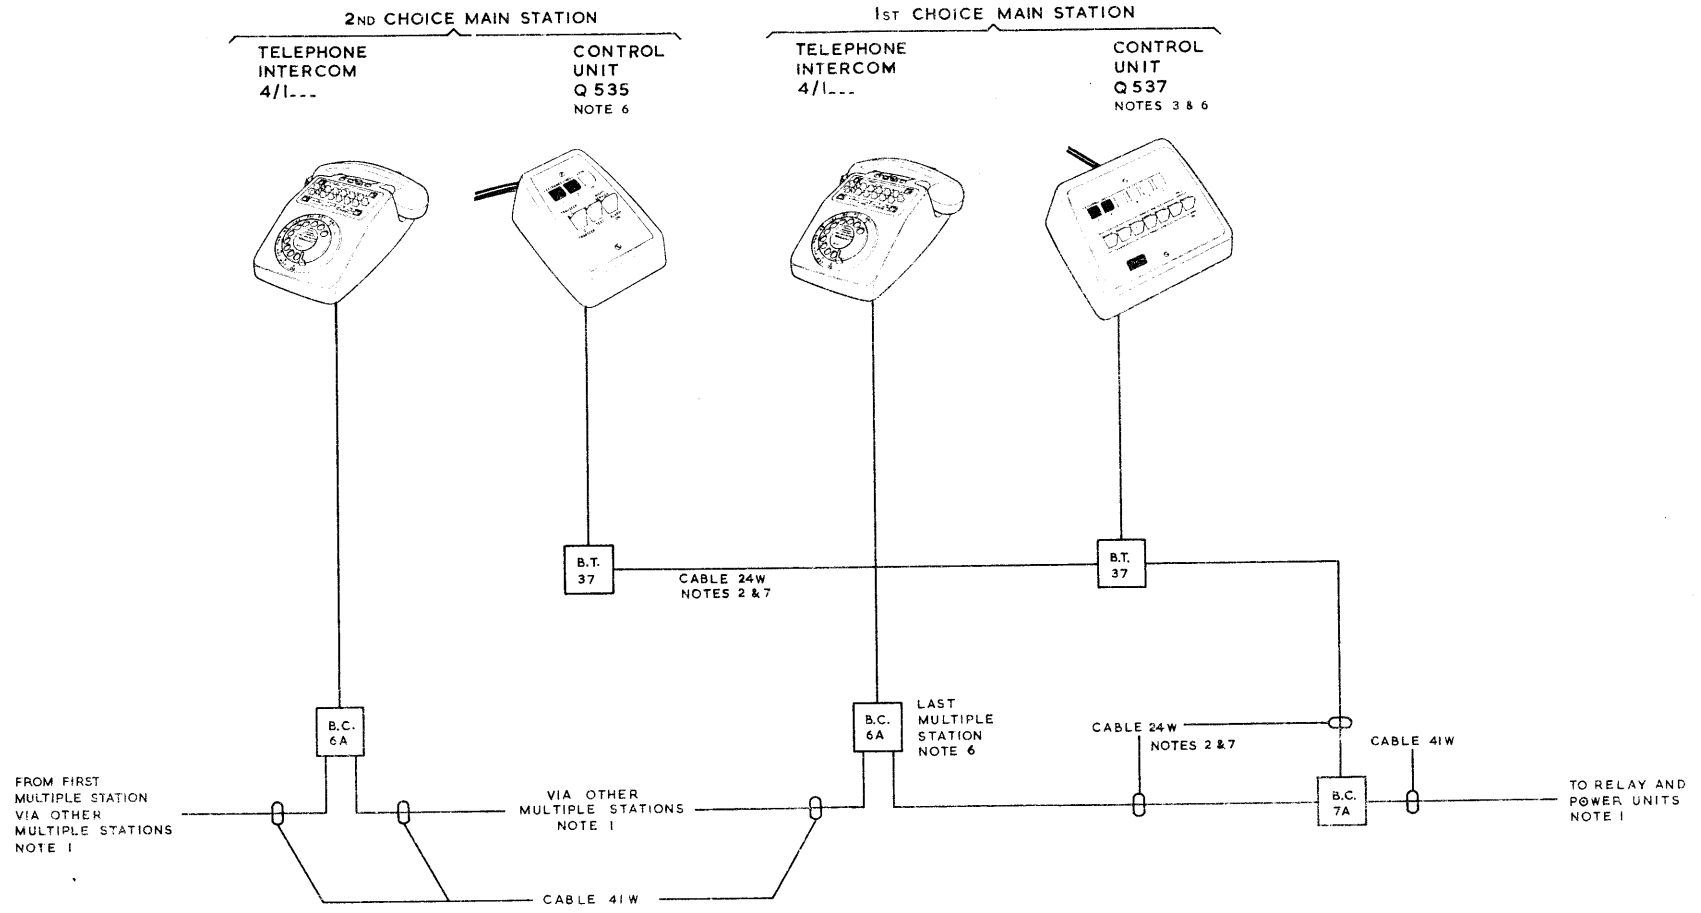 2ND CHOICE MAIN STATION
1ST CHOICE MAIN STATION
TELEPHONE
INTERCOM
4/1---
CONTROL
UNIT
Q 535
NOTE 6
TELEPHONE
INTERCOM
4/1---
CONTROL
UNIT
Q 537
NOTES 3 & 6
B.T.
37
CABLE 24W
NOTES 2 & 7
B.T.
37
B.C.
6A
B.C.
6A
LAST
MULTIPLE
STATION
NOTE 6
CABLE 24W
NOTES 2 & 7
CABLE 41W
FROM FIRST
MULTIPLE STATION
VIA OTHER
MULTIPLE STATIONS
NOTE 1
VIA OTHER
MULTIPLE STATIONS
NOTE 1
B.C.
7A
TO RELAY AND
POWER UNITS
NOTE 1
CABLE 41W